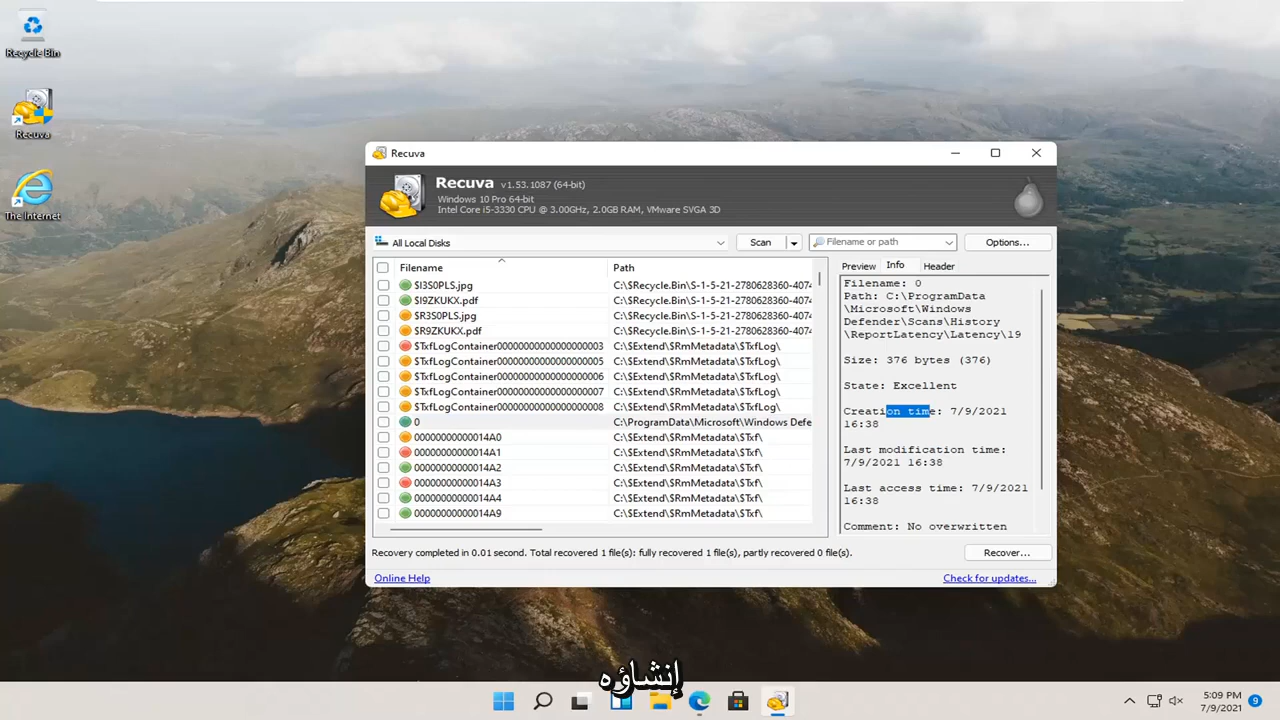 Recycle Bin
Recuva
The Internet
Recuva
Recuva v1.53.1087 (64-bit)
Windows 10 Pro 64-bit
Intel Core i5-3330 CPU @ 3.00GHz, 2.0GB RAM, VMware SVGA 3D
All Local Disks
Scan
Filename or path
Options...
Filename Path
$I3S0PLS.jpg C:\$Recycle.Bin\S-1-5-21-2780628360-4074
$I9ZKUKX.pdf C:\$Recycle.Bin\S-1-5-21-2780628360-4074
$R3S0PLS.jpg C:\$Recycle.Bin\S-1-5-21-2780628360-4074
$R9ZKUKX.pdf C:\$Recycle.Bin\S-1-5-21-2780628360-4074
$TxfLogContainer00000000000000000003 C:\$Extend\$RmMetadata\$TxfLog\
$TxfLogContainer00000000000000000005 C:\$Extend\$RmMetadata\$TxfLog\
$TxfLogContainer00000000000000000006 C:\$Extend\$RmMetadata\$TxfLog\
$TxfLogContainer00000000000000000007 C:\$Extend\$RmMetadata\$TxfLog\
$TxfLogContainer00000000000000000008 C:\$Extend\$RmMetadata\$TxfLog\
0 C:\ProgramData\Microsoft\Windows Defe
00000000000014A0 C:\$Extend\$RmMetadata\$Txf\
00000000000014A1 C:\$Extend\$RmMetadata\$Txf\
00000000000014A2 C:\$Extend\$RmMetadata\$Txf\
00000000000014A3 C:\$Extend\$RmMetadata\$Txf\
00000000000014A4 C:\$Extend\$RmMetadata\$Txf\
00000000000014A9 C:\$Extend\$RmMetadata\$Txf\
Preview Info Header
Filename: 0
Path: C:\ProgramData
\Microsoft\Windows
Defender\Scans\History
\ReportLatency\Latency\19
Size: 376 bytes (376)
State: Excellent
Creation time: 7/9/2021
16:38
Last modification time:
7/9/2021 16:38
Last access time: 7/9/2021
16:38
Comment: No overwritten
Recovery completed in 0.01 second. Total recovered 1 file(s): fully recovered 1 file(s), partly recovered 0 file(s).
Recover...
Online Help
Check for updates...
إنشاؤه
5:09 PM
7/9/2021
9